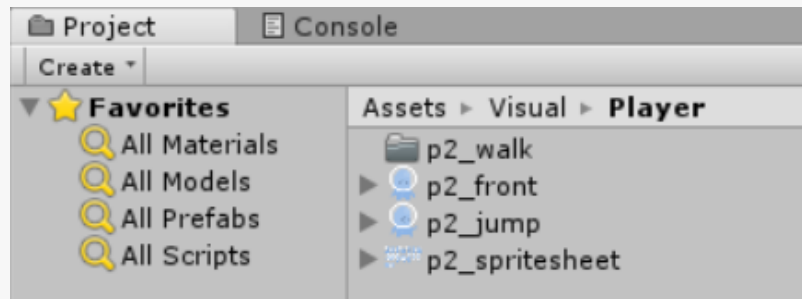 Project Console
Create
Favorites
All Materials
All Models
All Prefabs
All Scripts
Assets ▸ Visual ▸ Player
p2_walk
p2_front
p2_jump
p2_spritesheet